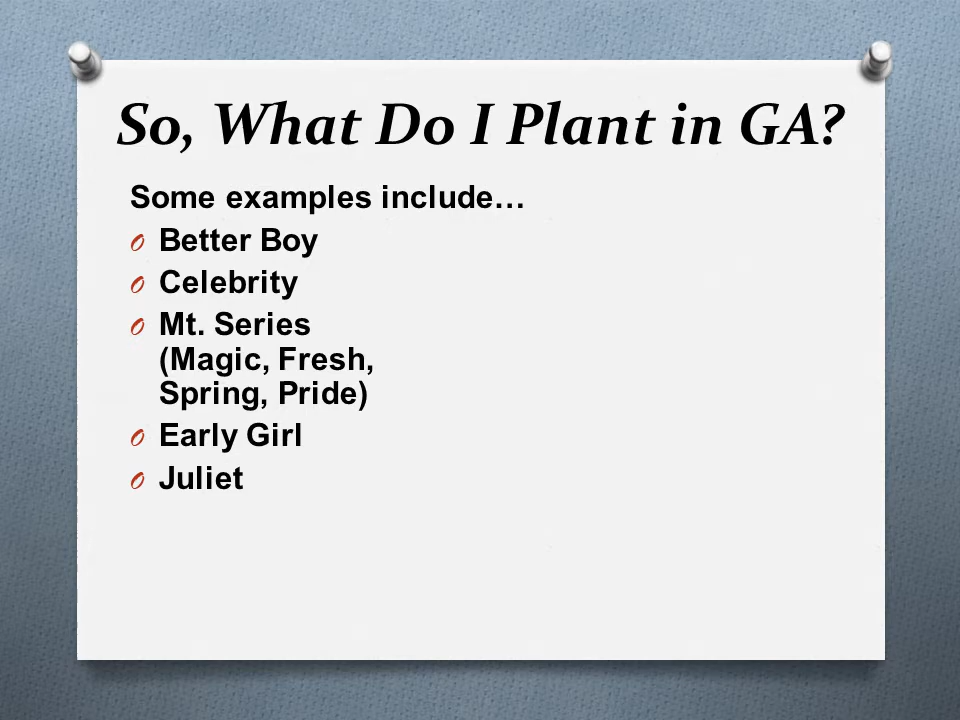 So, What Do I Plant in GA?
Some examples include…
O Better Boy
O Celebrity
O Mt. Series
(Magic, Fresh,
Spring, Pride)
O Early Girl
O Juliet